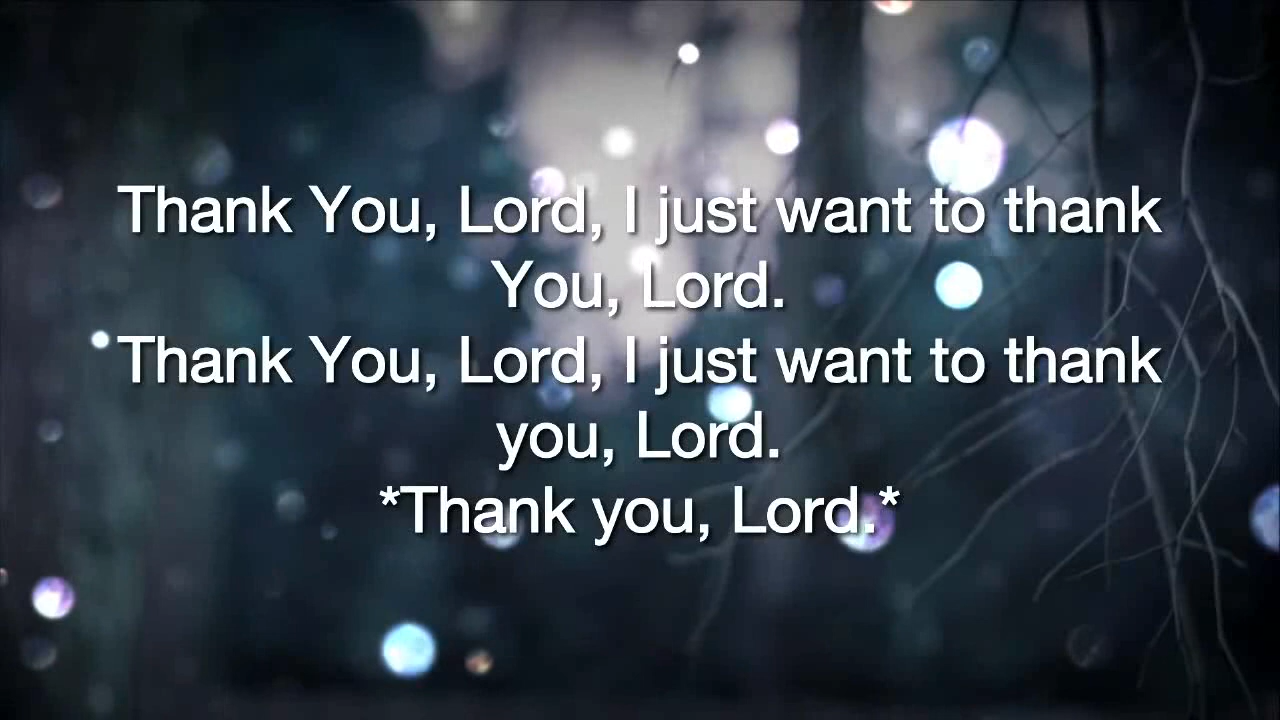 Thank You, Lord, I just want to thank
You, Lord.
Thank You, Lord, I just want to thank
you, Lord.
*Thank you, Lord.*